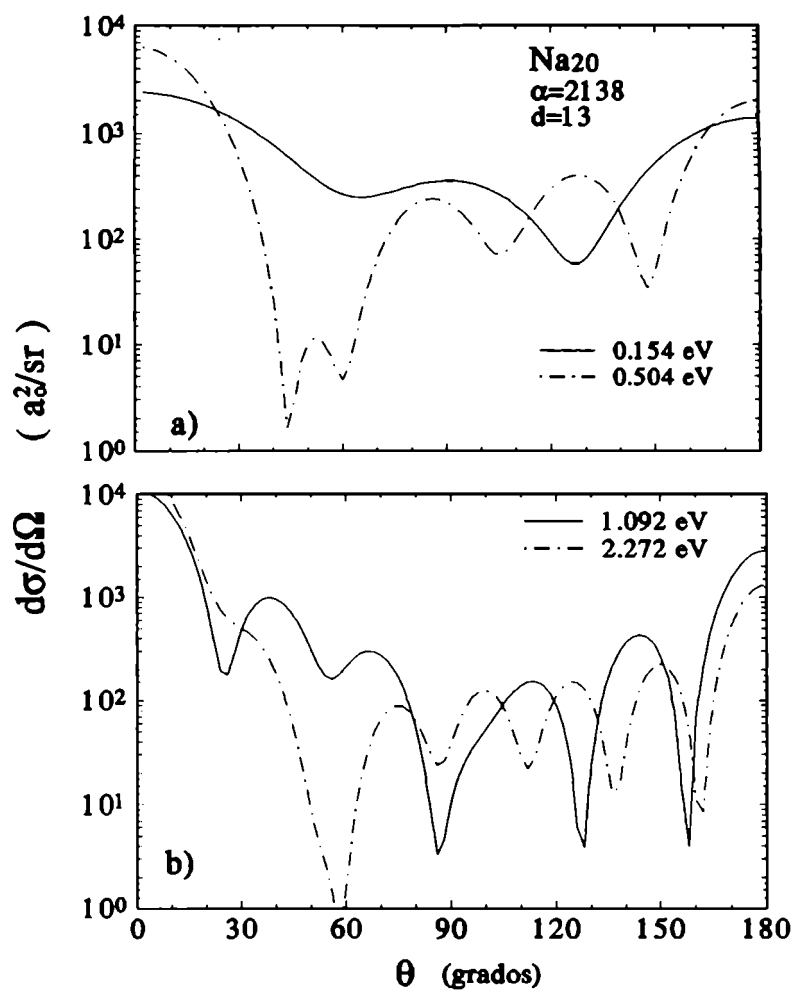 10⁴
10³
10²
10¹
10⁰
Na20
α=2138
d=13
0.154 eV
0.504 eV
a)
dσ/dΩ ( a₀²/sr )
10⁴
10³
10²
10¹
10⁰
1.092 eV
2.272 eV
b)
0 30 60 90 120 150 180
θ (grados)